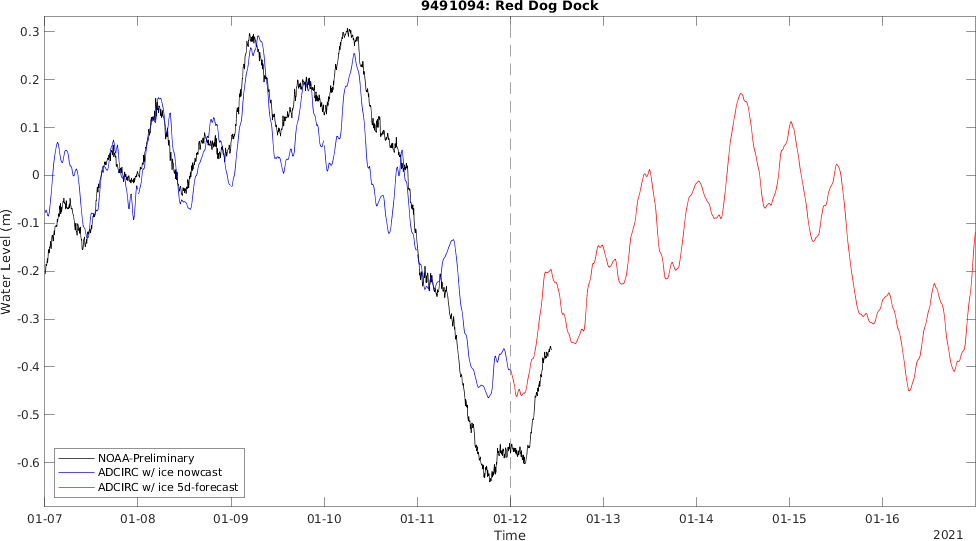 9491094: Red Dog Dock
0.3
0.2
0.1
0
-0.1
-0.2
-0.3
-0.4
-0.5
-0.6
Water Level (m)
NOAA-Preliminary
ADCIRC w/ ice nowcast
ADCIRC w/ ice 5d-forecast
01-07 01-08 01-09 01-10 01-11 01-12 01-13 01-14 01-15 01-16
Time
2021